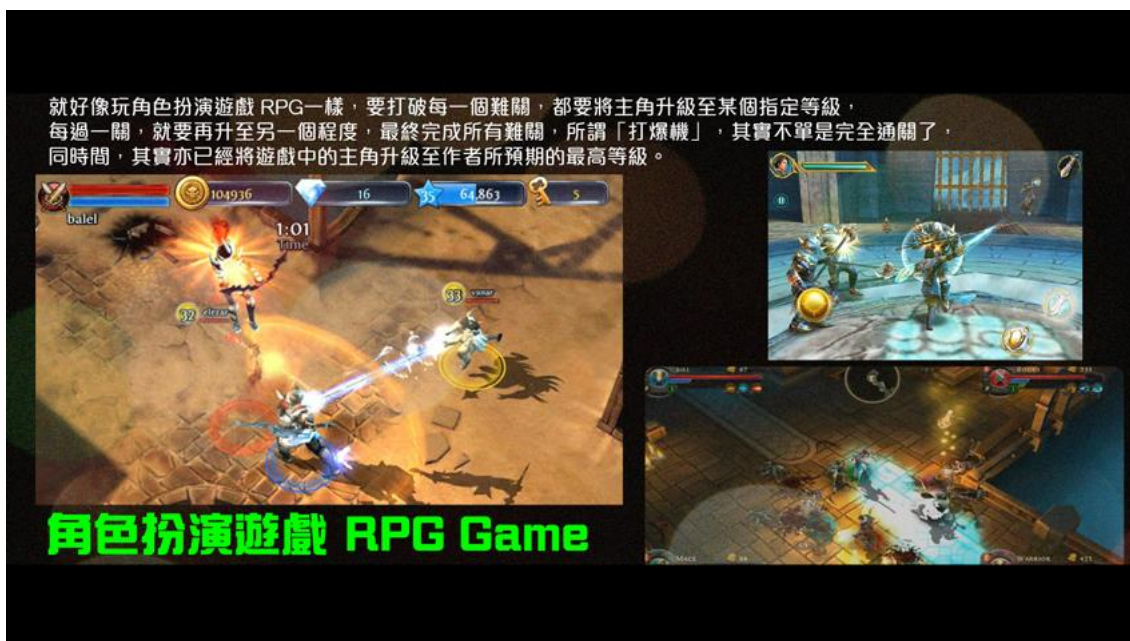 就好像玩角色扮演遊戲 RPG一樣，要打破每一個難關，都要將主角升級至某個指定等級，
每過一關，就要再升至另一個程度，最終完成所有難關，所謂「打爆機」，其實不單是完全通關了，
同時間，其實亦已經將遊戲中的主角升級至作者所預期的最高等級。
104936
16
35 64,863
5
balel
1:01
Time
33
32
0
角色扮演遊戲 RPG Game